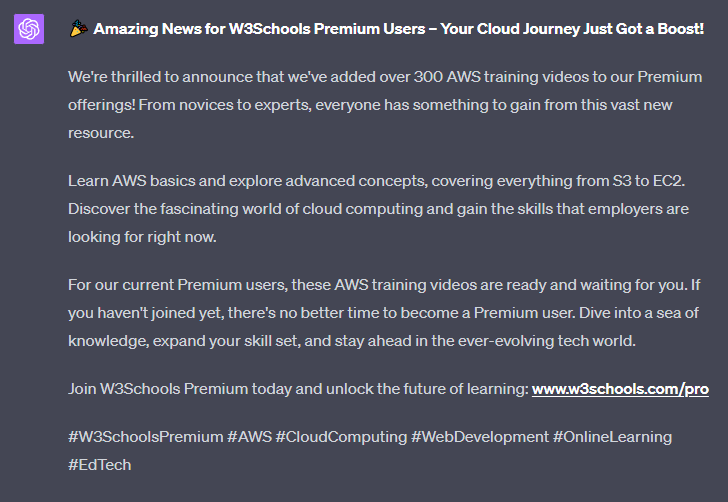 🎉 Amazing News for W3Schools Premium Users – Your Cloud Journey Just Got a Boost!
We're thrilled to announce that we've added over 300 AWS training videos to our Premium
offerings! From novices to experts, everyone has something to gain from this vast new
resource.
Learn AWS basics and explore advanced concepts, covering everything from S3 to EC2.
Discover the fascinating world of cloud computing and gain the skills that employers are
looking for right now.
For our current Premium users, these AWS training videos are ready and waiting for you. If
you haven't joined yet, there's no better time to become a Premium user. Dive into a sea of
knowledge, expand your skill set, and stay ahead in the ever-evolving tech world.
Join W3Schools Premium today and unlock the future of learning: www.w3schools.com/pro
#W3SchoolsPremium #AWS #CloudComputing #WebDevelopment #OnlineLearning
#EdTech